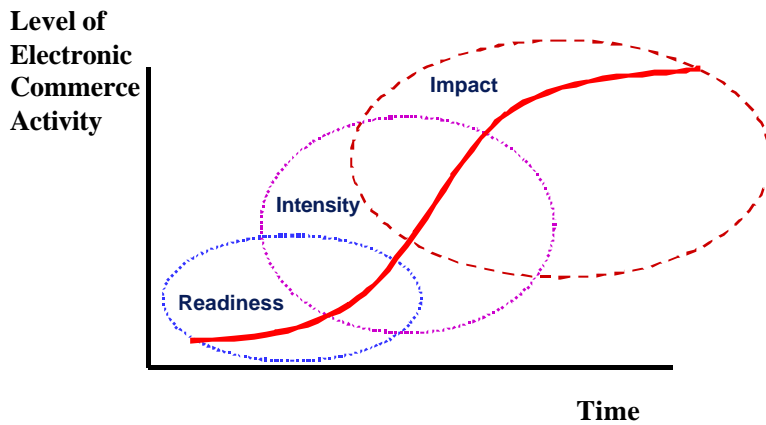 Level of
Electronic
Commerce
Activity
Impact
Intensity
Readiness
Time